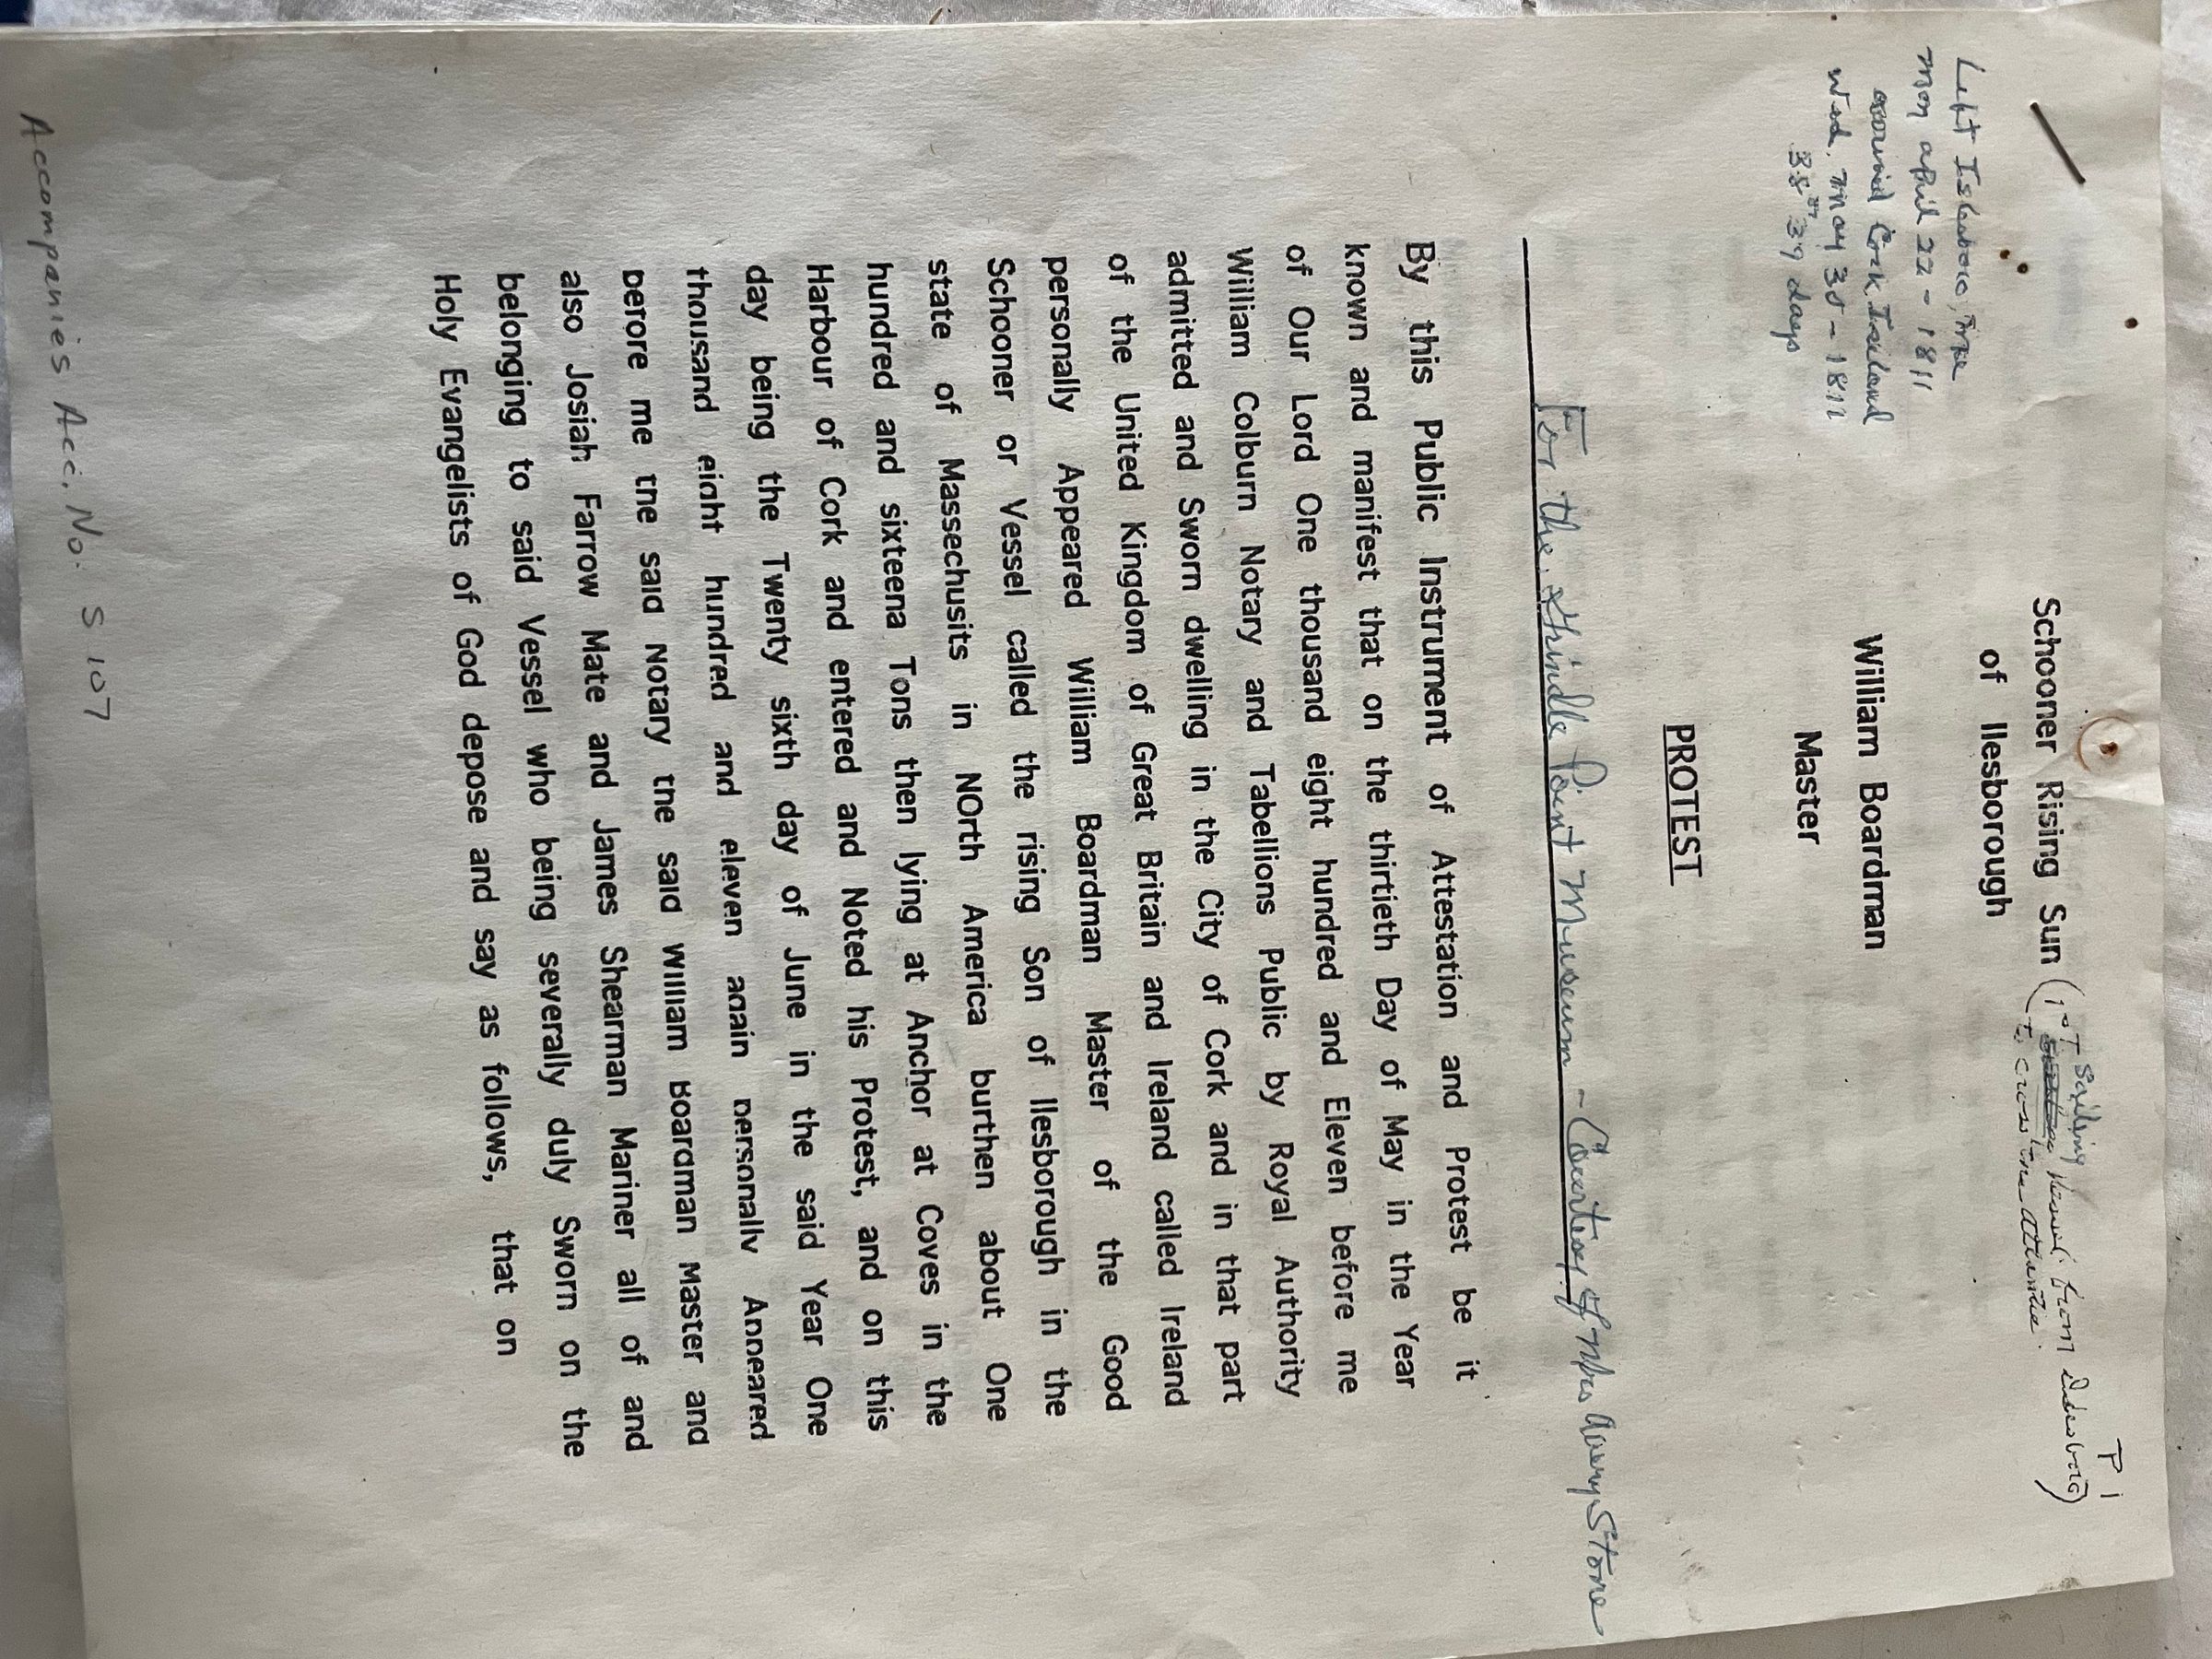 P 1
Schooner Rising Sun (1st Sailing Vessel from Islesboro)
To cross the atlantic
of Ilesborough
Left Islesboro, Me
Mon april 22 - 1811
arrived Cork Ireland
Wed. May 30 - 1811
39 days
William Boardman
Master
PROTEST
For the Grindle Point Museum - Courtesy of Mrs Avery Stone
By this Public Instrument of Attestation and Protest be it
known and manifest that on the thirtieth Day of May in the Year
of Our Lord One thousand eight hundred and Eleven before me
William Colburn Notary and Tabellions Public by Royal Authority
admitted and Sworn dwelling in the City of Cork and in that part
of the United Kingdom of Great Britain and Ireland called Ireland
personally Appeared William Boardman Master of the Good
Schooner or Vessel called the rising Son of Ilesborough in the
state of Massechusits in NOrth America burthen about One
hundred and sixteena Tons then lying at Anchor at Coves in the
Harbour of Cork and entered and Noted his Protest, and on this
day being the Twenty sixth day of June in the said Year One
thousand eight hundred and eleven again personally Appeared
before me the said Notary the said William Boardman Master and
also Josiah Farrow Mate and James Shearman Mariner all of and
belonging to said Vessel who being severally duly Sworn on the
Holy Evangelists of God depose and say as follows, that on
Accompanies Acc. No. S 107